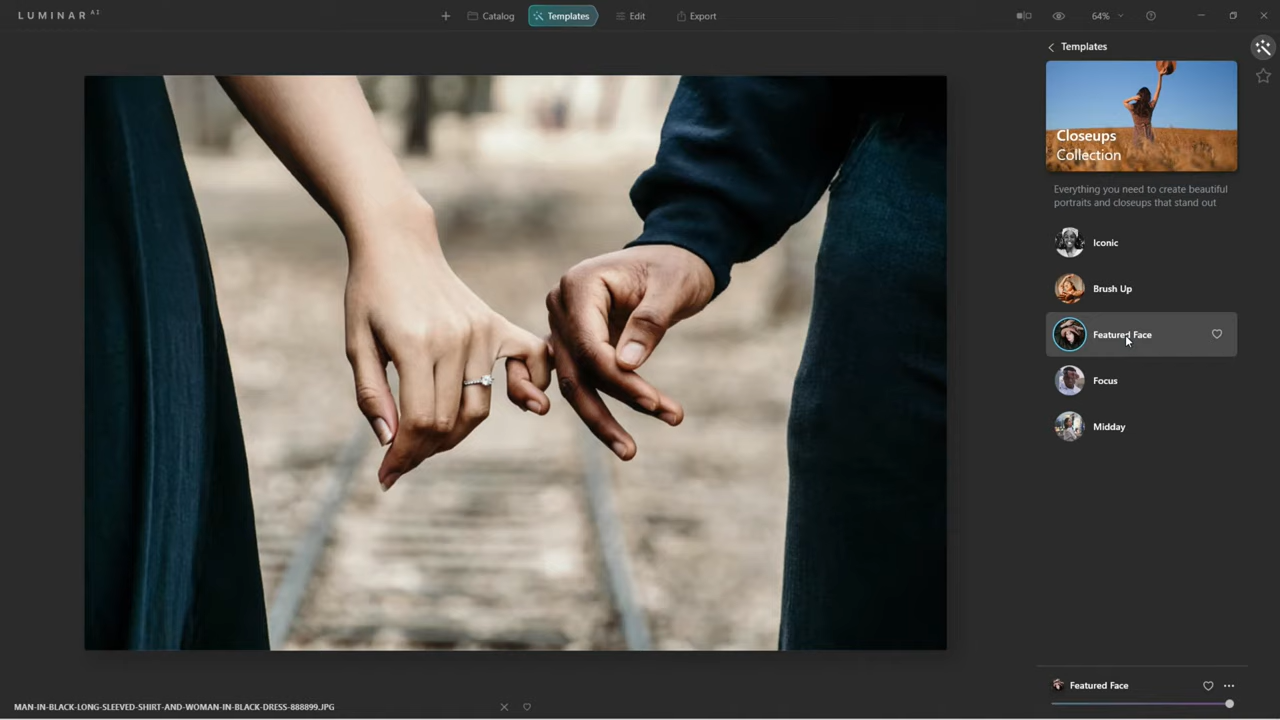 LUMINAR AI
Catalog
Templates
Edit
Export
64%
Templates
Closeups
Collection
Everything you need to create beautiful
portraits and closeups that stand out
Iconic
Brush Up
Featured Face
Focus
Midday
Featured Face
MAN-IN-BLACK-LONG-SLEEVED-SHIRT-AND-WOMAN-IN-BLACK-DRESS-888899.JPG